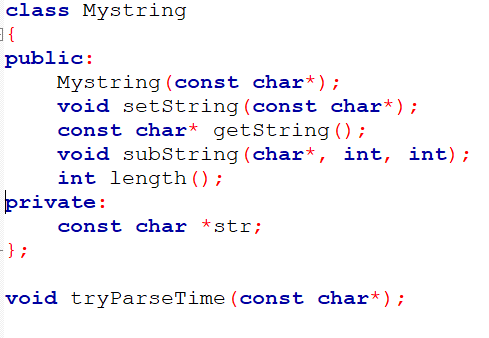 class Mystring
{
public:
    Mystring(const char*);
    void setString(const char*);
    const char* getString();
    void subString(char*, int, int);
    int length();
private:
    const char *str;
};
void tryParseTime(const char*);